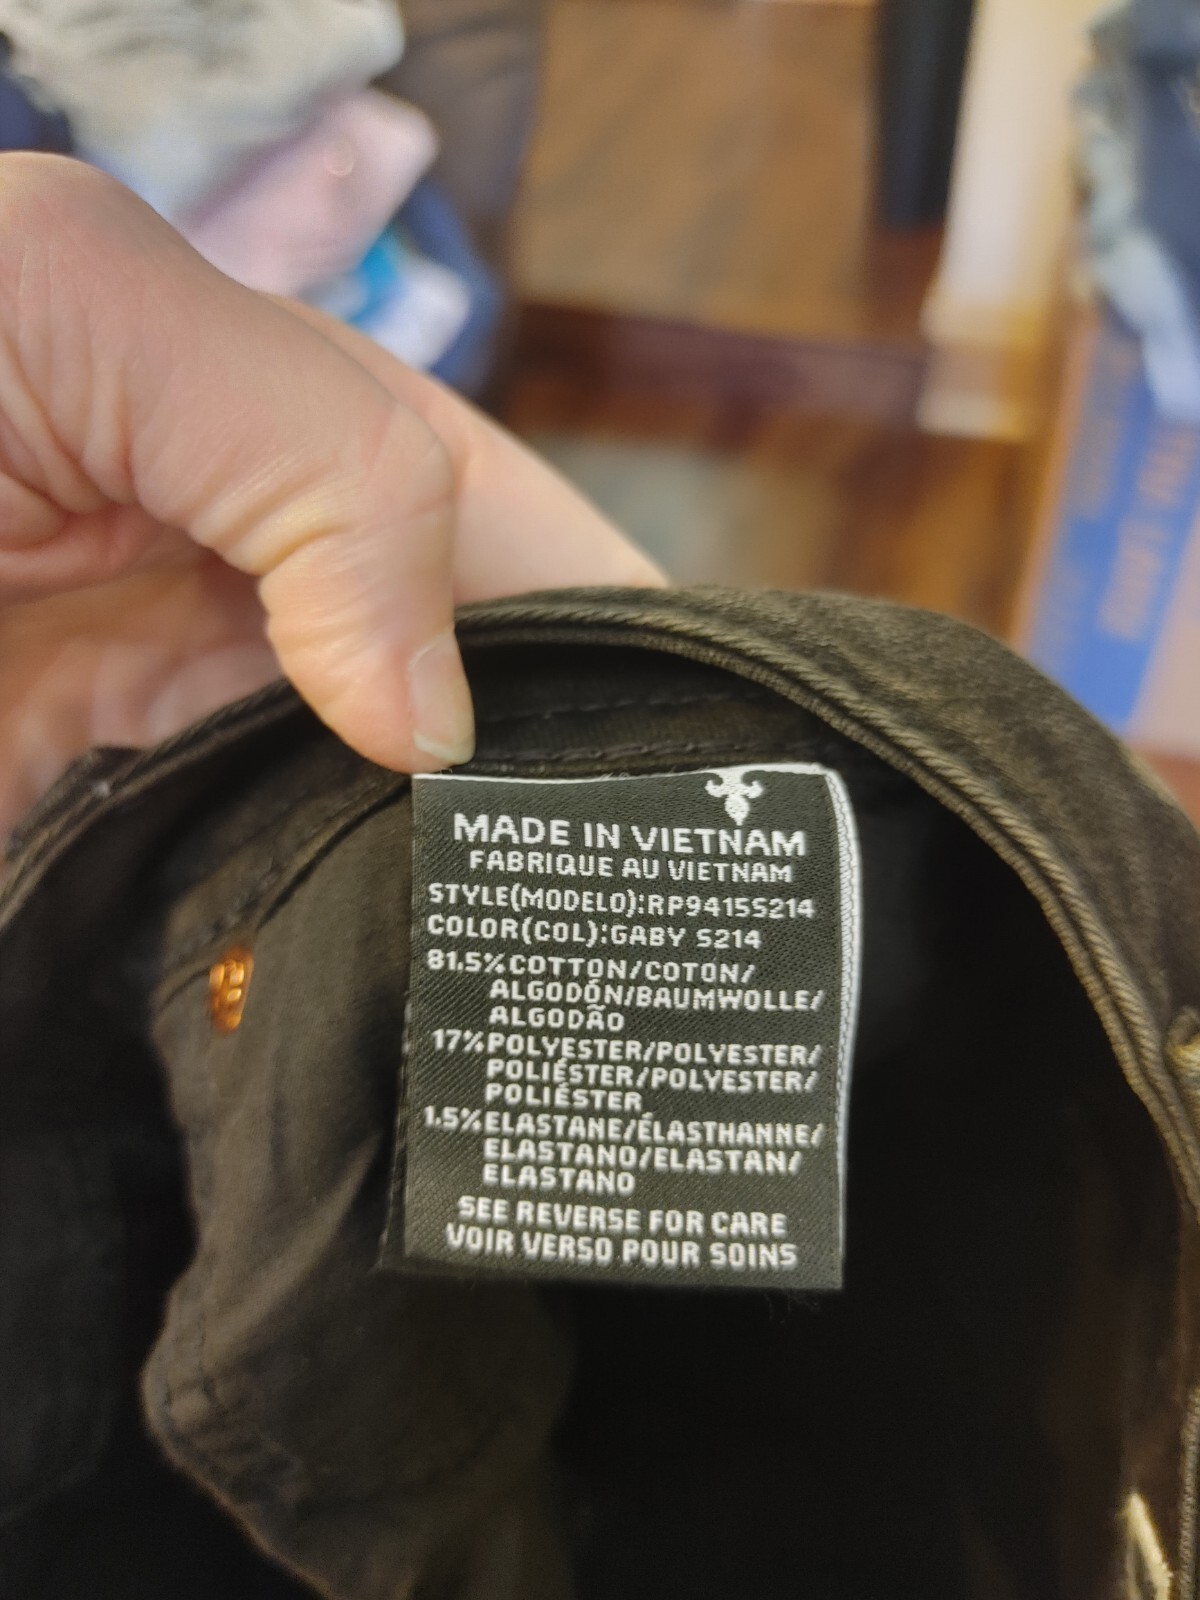 MADE IN VIETNAM
FABRIQUE AU VIETNAM
STYLE(MODELO):RP9415S214
COLOR(COL):GABY S214
81.5%COTTON/COTON/
ALGODÓN/BAUMWOLLE/
ALGODÃO
17%POLYESTER/POLYESTER/
POLIÉSTER/POLYESTER/
POLIÉSTER
1.5%ELASTANE/ÉLASTHANNE/
ELASTANO/ELASTAN/
ELASTANO
SEE REVERSE FOR CARE
VOIR VERSO POUR SOINS